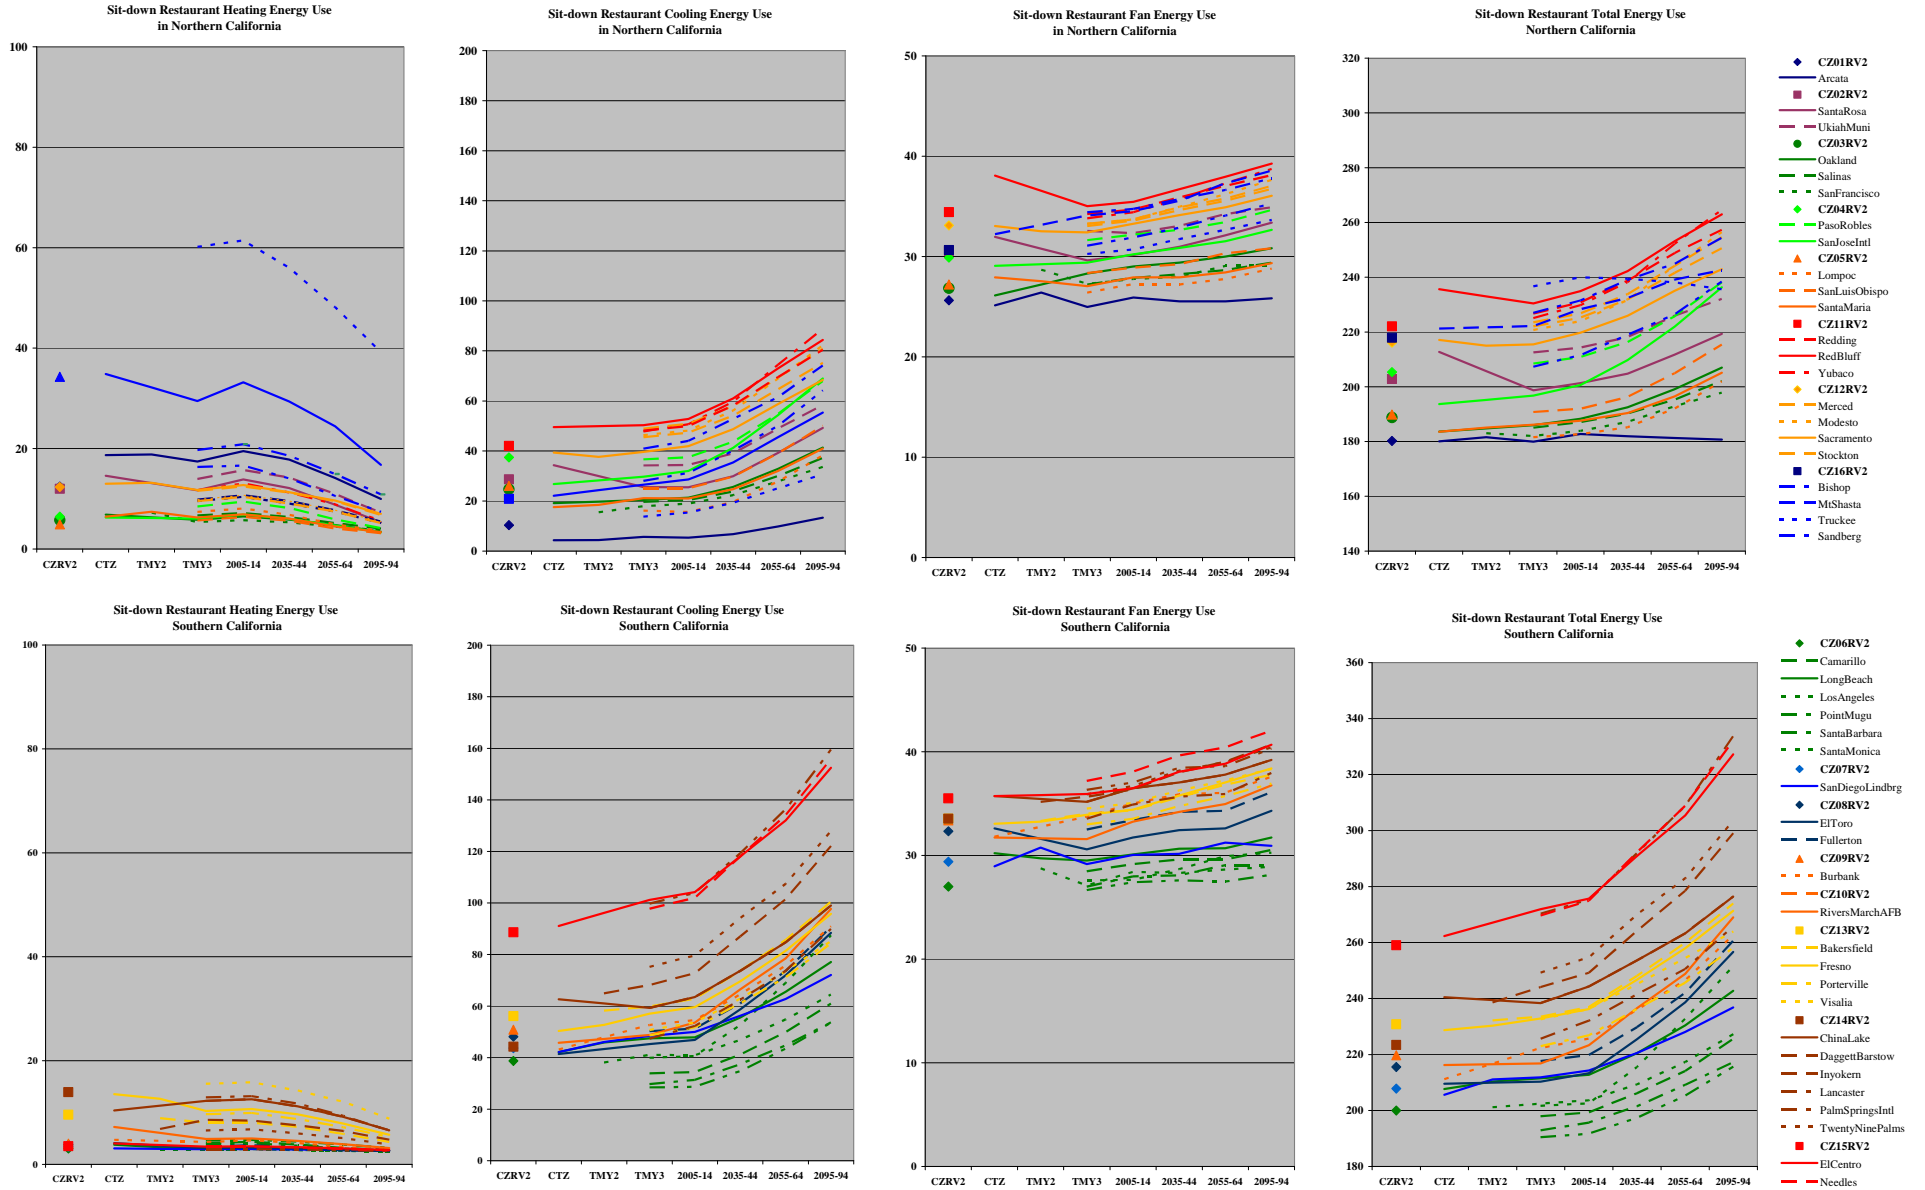 Sit-down Restaurant Heating Energy Use
in Northern California
100
80
60
40
20
0
CZRV2 CTZ TMY2 TMY3 2005-14 2035-44 2055-64 2095-94
Sit-down Restaurant Cooling Energy Use
in Northern California
200
180
160
140
120
100
80
60
40
20
0
CZRV2 CTZ TMY2 TMY3 2005-14 2035-44 2055-64 2095-94
Sit-down Restaurant Fan Energy Use
in Northern California
50
40
30
20
10
0
CZRV2 CTZ TMY2 TMY3 2005-14 2035-44 2055-64 2095-94
Sit-down Restaurant Total Energy Use
Northern California
320
300
280
260
240
220
200
180
160
140
CZRV2 CTZ TMY2 TMY3 2005-14 2035-44 2055-64 2095-94
CZ01RV2
Arcata
CZ02RV2
SantaRosa
UkiahMuni
CZ03RV2
Oakland
Salinas
SanFrancisco
CZ04RV2
PasoRobles
SanJoseIntl
CZ05RV2
Lompoc
SanLuisObispo
SantaMaria
CZ11RV2
Redding
RedBluff
Yubaco
CZ12RV2
Merced
Modesto
Sacramento
Stockton
CZ16RV2
Bishop
MtShasta
Truckee
Sandberg
Sit-down Restaurant Heating Energy Use
Southern California
100
80
60
40
20
0
CZRV2 CTZ TMY2 TMY3 2005-14 2035-44 2055-64 2095-94
Sit-down Restaurant Cooling Energy Use
Southern California
200
180
160
140
120
100
80
60
40
20
0
CZRV2 CTZ TMY2 TMY3 2005-14 2035-44 2055-64 2095-94
Sit-down Restaurant Fan Energy Use
Southern California
50
40
30
20
10
0
CZRV2 CTZ TMY2 TMY3 2005-14 2035-44 2055-64 2095-94
Sit-down Restaurant Total Energy Use
Southern California
360
340
320
300
280
260
240
220
200
180
CZRV2 CTZ TMY2 TMY3 2005-14 2035-44 2055-64 2095-94
CZ06RV2
Camarillo
LongBeach
LosAngeles
PointMugu
SantaBarbara
SantaMonica
CZ07RV2
SanDiegoLindbrg
CZ08RV2
ElToro
Fullerton
CZ09RV2
Burbank
CZ10RV2
RiversMarchAFB
CZ13RV2
Bakersfield
Fresno
Porterville
Visalia
CZ14RV2
ChinaLake
DaggettBarstow
Inyokern
Lancaster
PalmSpringsIntl
TwentyNinePalms
CZ15RV2
ElCentro
Needles